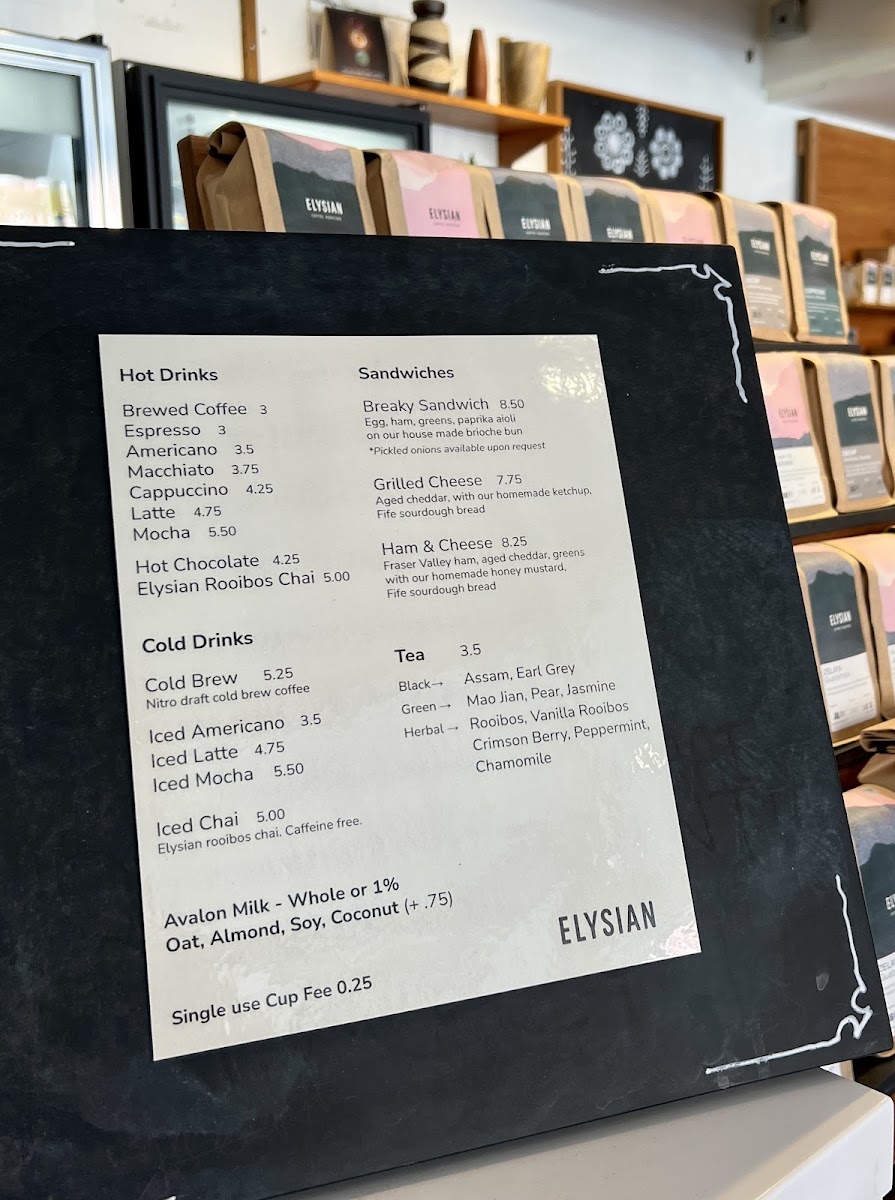 ELYSIAN
ELYSIAN
ELYSIAN
ELYSIAN
ELYSIAN
ELYSIAN
ELYSIAN
Hot Drinks
Brewed Coffee 3
Espresso 3
Americano 3.5
Macchiato 3.75
Cappuccino 4.25
Latte 4.75
Mocha 5.50
Hot Chocolate 4.25
Elysian Rooibos Chai 5.00
Sandwiches
Breaky Sandwich 8.50
Egg, ham, greens, paprika aioli
on our house made brioche bun
*Pickled onions available upon request
Grilled Cheese 7.75
Aged cheddar, with our homemade ketchup,
Fife sourdough bread
Ham & Cheese 8.25
Fraser Valley ham, aged cheddar, greens
with our homemade honey mustard,
Fife sourdough bread
Cold Drinks
Cold Brew 5.25
Nitro draft cold brew coffee
Iced Americano 3.5
Iced Latte 4.75
Iced Mocha 5.50
Iced Chai 5.00
Elysian rooibos chai. Caffeine free.
Tea 3.5
Black→ Assam, Earl Grey
Green→ Mao Jian, Pear, Jasmine
Herbal→ Rooibos, Vanilla Rooibos
Crimson Berry, Peppermint,
Chamomile
Avalon Milk - Whole or 1%
Oat, Almond, Soy, Coconut (+ .75)
Single use Cup Fee 0.25
ELYSIAN
ELYSIAN
ELYSIAN
ELYSIAN